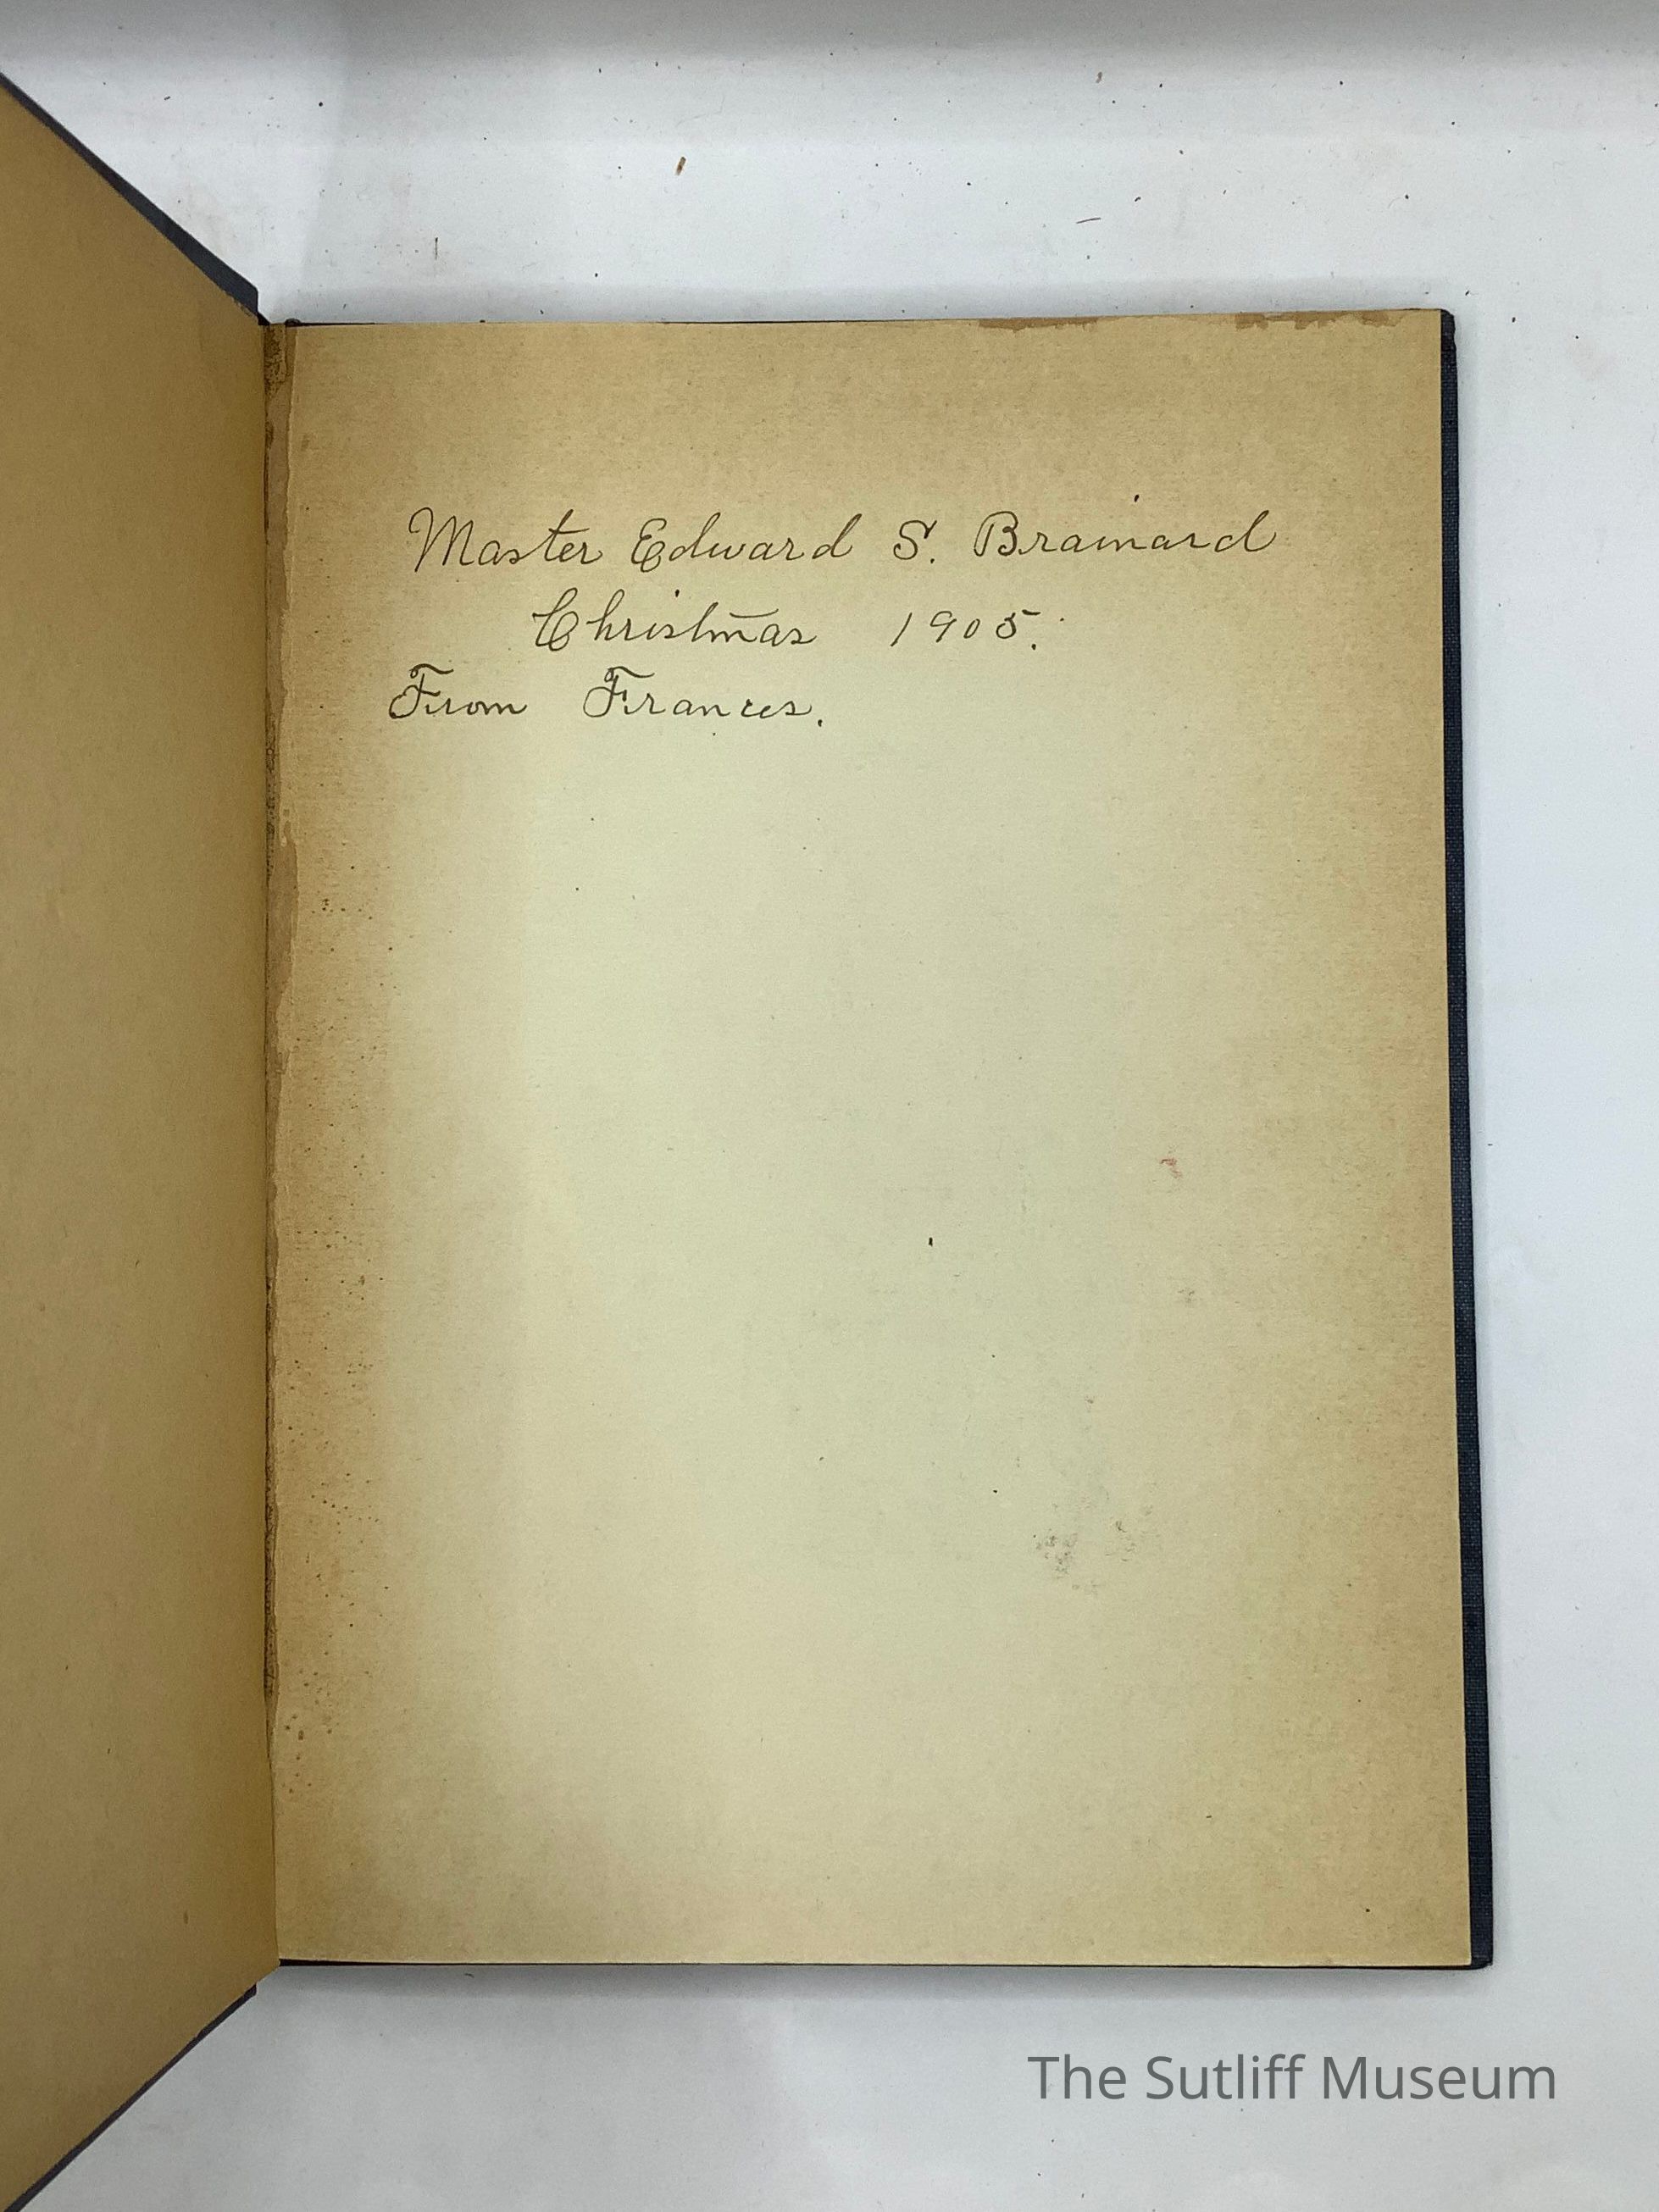 Master Edward S. Brainard
Christmas 1905.
From Frances.
The Sutliff Museum